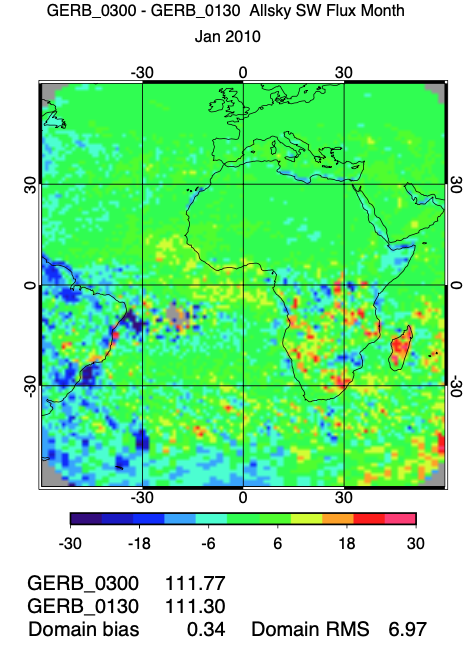 GERB_0300 - GERB_0130 Allsky SW Flux Month
Jan 2010
-30 0 30
30 30
0 0
-30 -30
-30 0 30
-30 -18 -6 6 18 30
GERB_0300 111.77
GERB_0130 111.30
Domain bias 0.34 Domain RMS 6.97